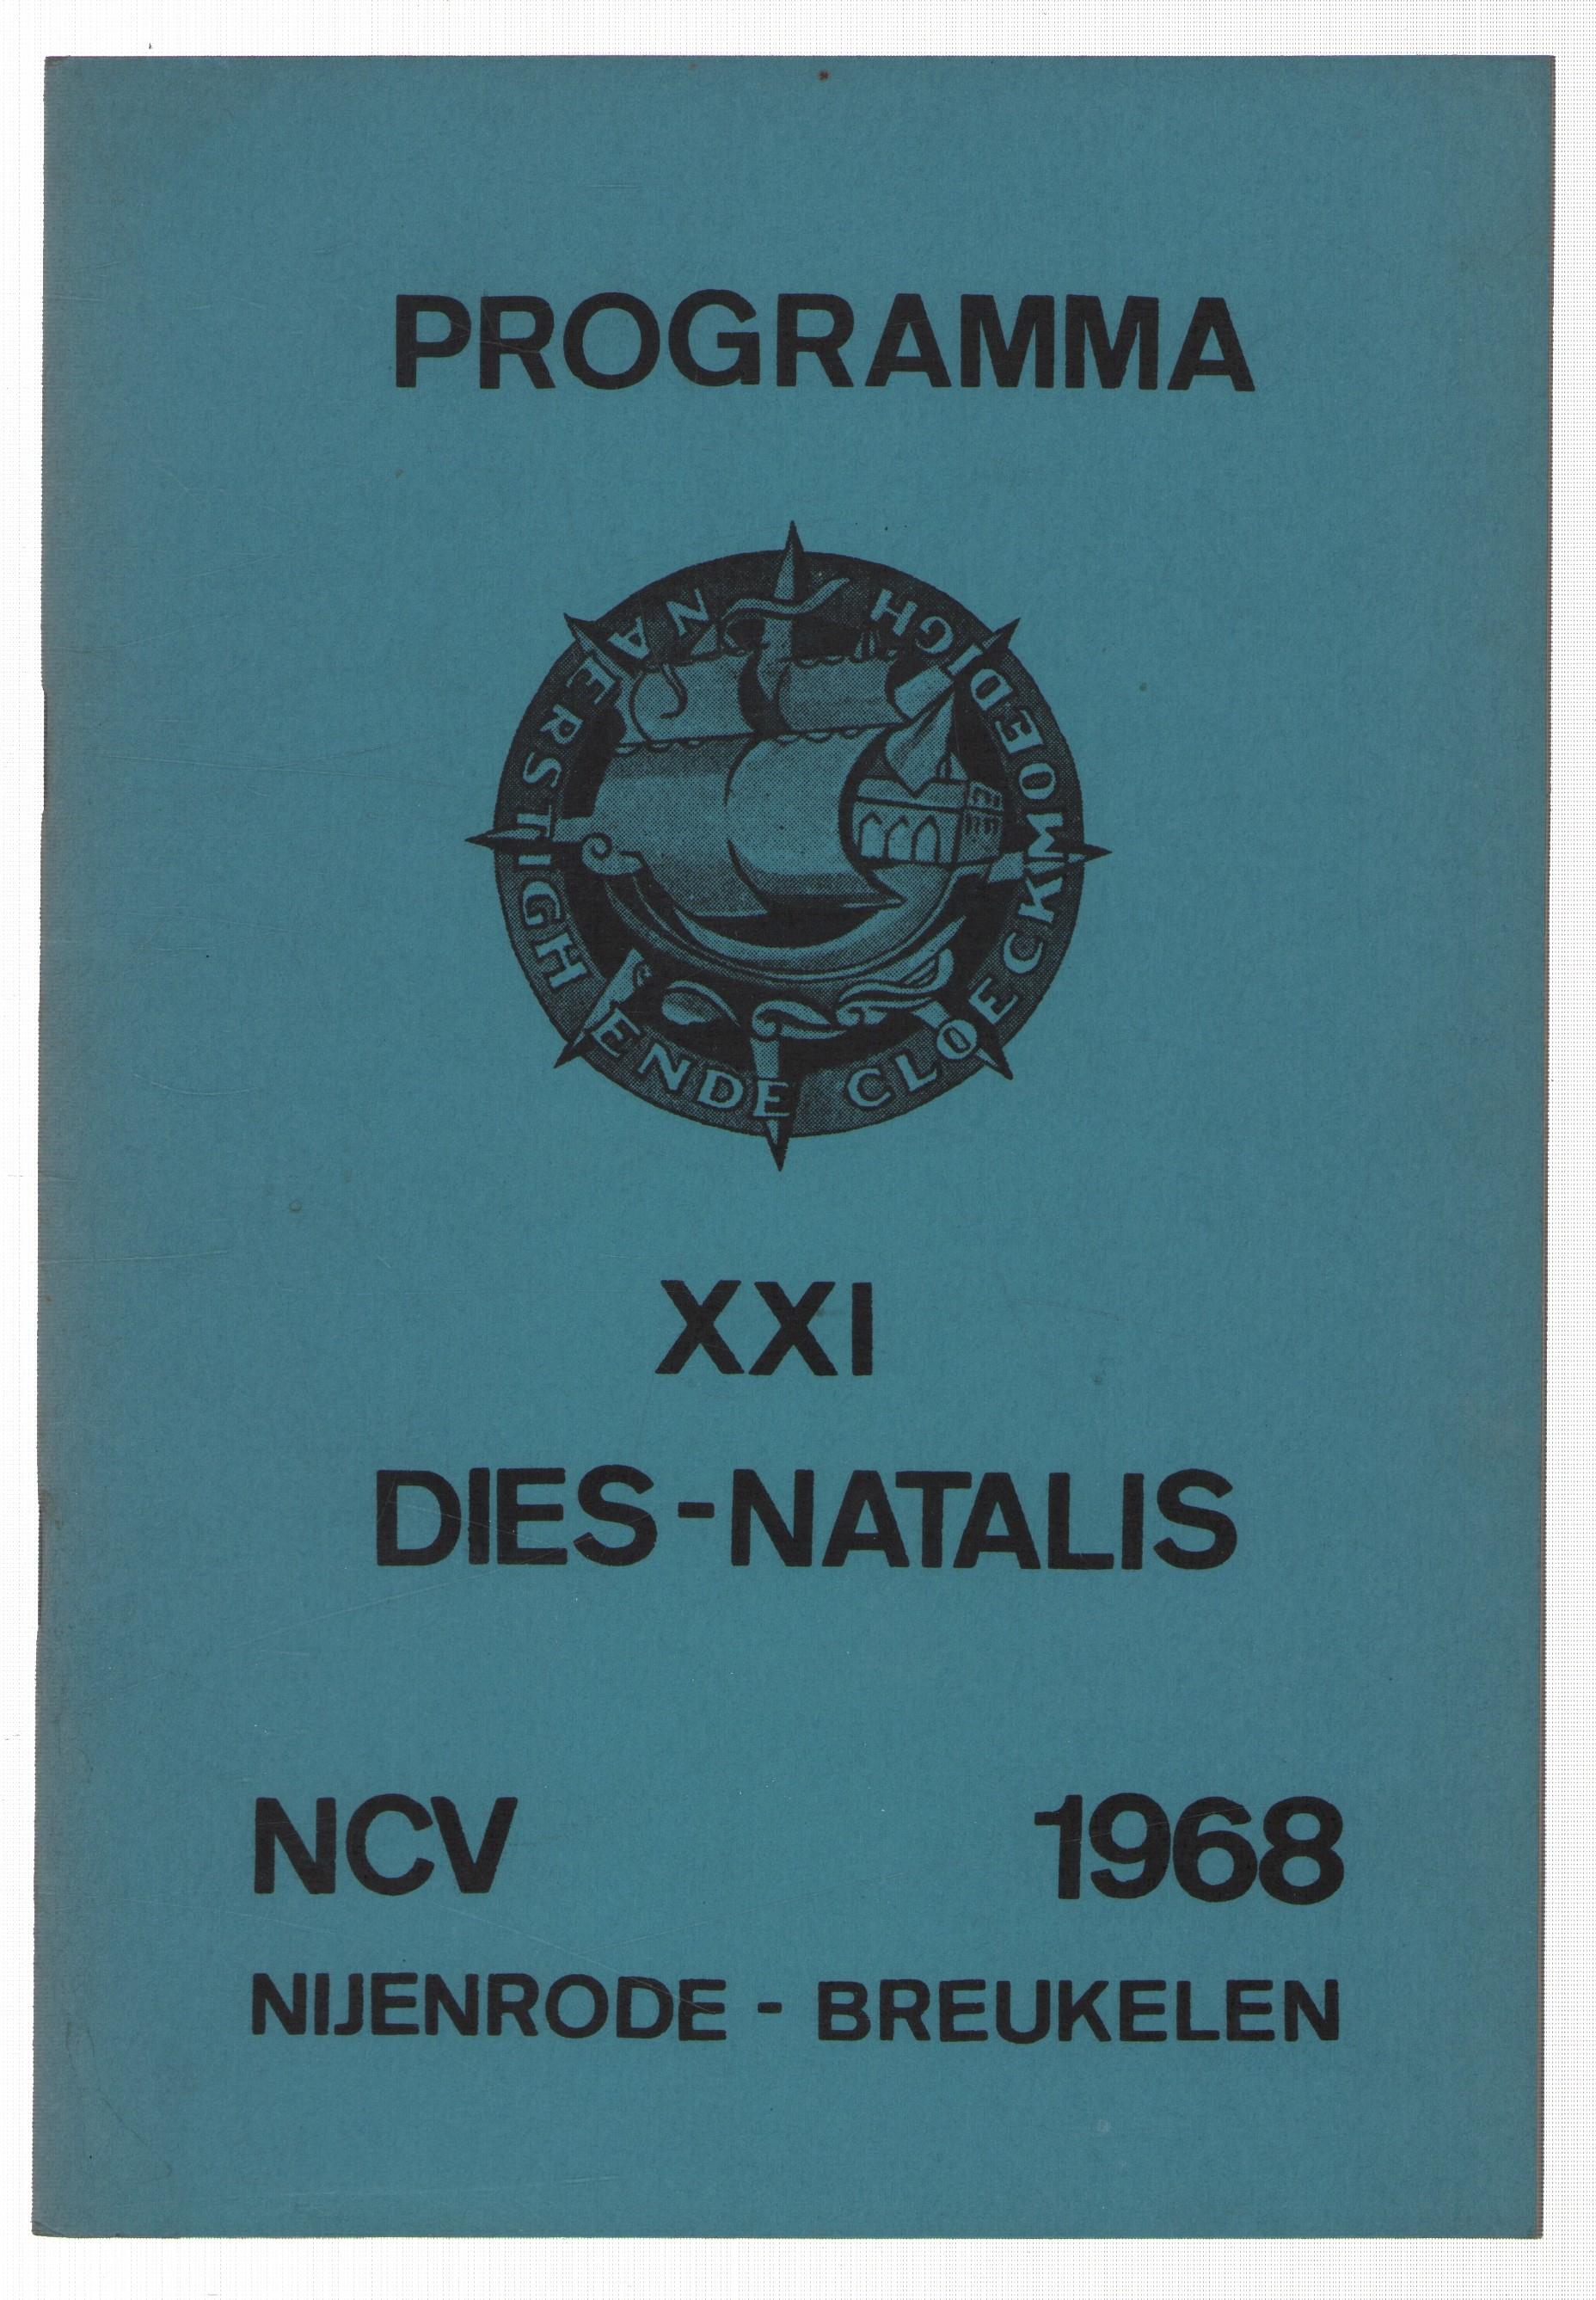 PROGRAMMA
NAERSTIGH ENDE CLOECKMOEDIGH
XXI
DIES-NATALIS
NCV 1968
NIJENRODE - BREUKELEN